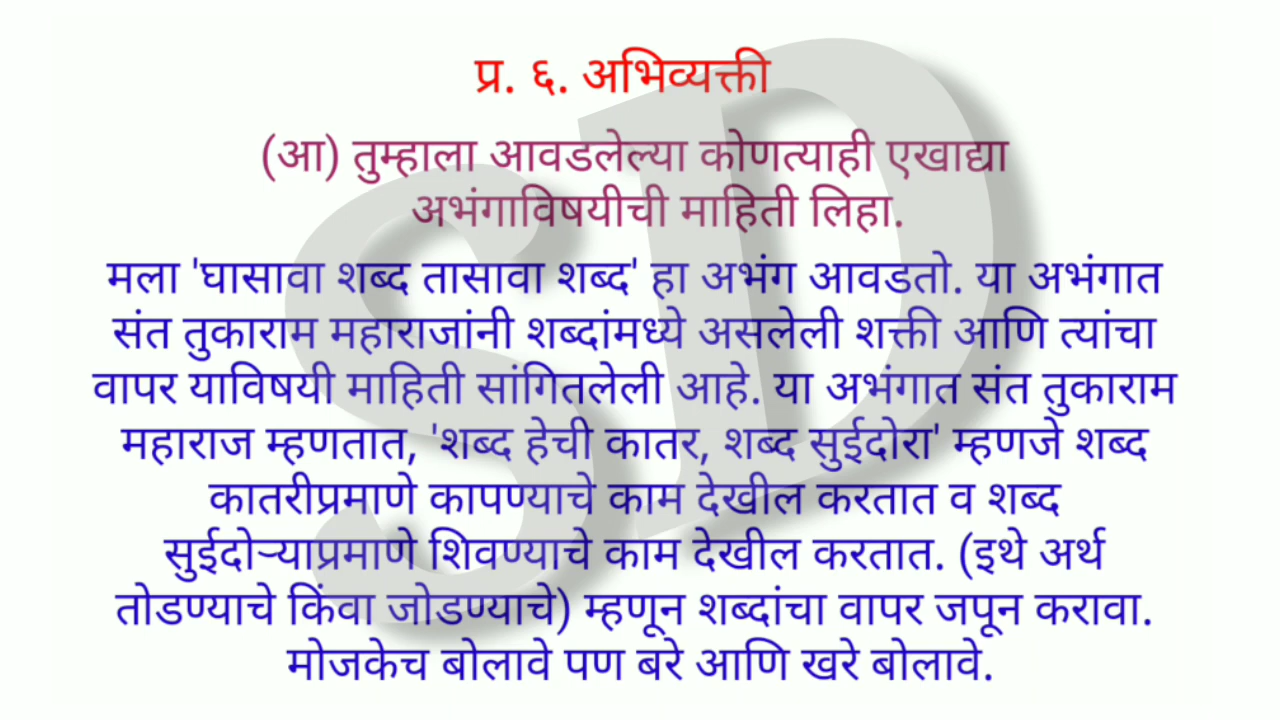 प्र. ६. अभिव्यक्ती
(आ) तुम्हाला आवडलेल्या कोणत्याही एखाद्या
अभंगाविषयीची माहिती लिहा.
मला 'घासावा शब्द तासावा शब्द' हा अभंग आवडतो. या अभंगात
संत तुकाराम महाराजांनी शब्दांमध्ये असलेली शक्ती आणि त्यांचा
वापर याविषयी माहिती सांगितलेली आहे. या अभंगात संत तुकाराम
महाराज म्हणतात, 'शब्द हेची कातर, शब्द सुईदोरा' म्हणजे शब्द
कातरीप्रमाणे कापण्याचे काम देखील करतात व शब्द
सुईदोऱ्याप्रमाणे शिवण्याचे काम देखील करतात. (इथे अर्थ
तोडण्याचे किंवा जोडण्याचे) म्हणून शब्दांचा वापर जपून करावा.
मोजकेच बोलावे पण बरे आणि खरे बोलावे.
SD